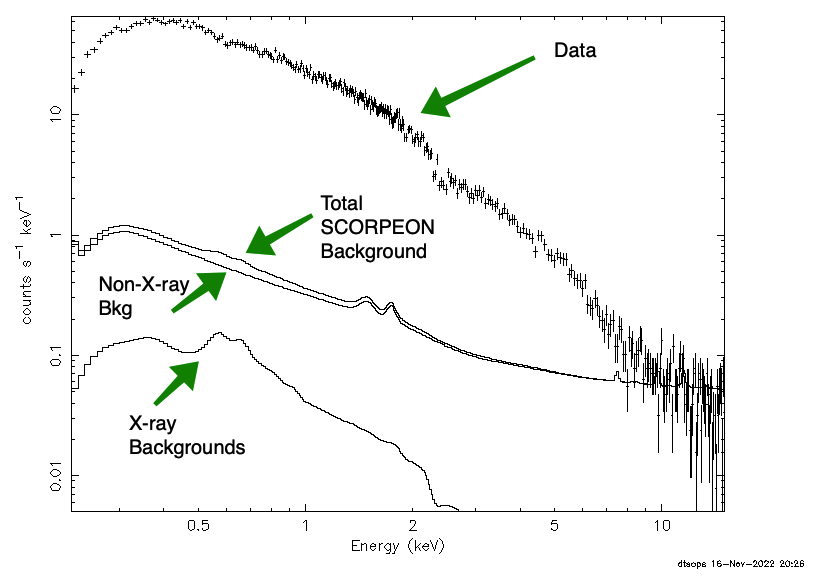 Data
Total
SCORPEON
Background
Non-X-ray
Bkg
X-ray
Backgrounds
counts s⁻¹ keV⁻¹
10
1
0.1
0.01
0.5
1
2
5
10
Energy (keV)
dtsops 16-Nov-2022 20:26